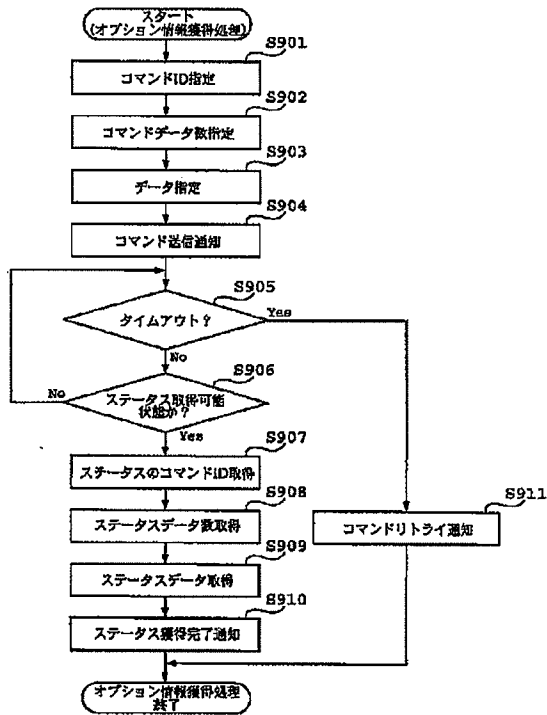 スタート
(オプション情報獲得処理)
S901
コマンドID指定
S902
コマンドデータ数指定
S903
データ指定
S904
コマンド送信通知
S905
タイムアウト？
Yes
No
S906
ステータス取得可能
状態か？
No
Yes
S907
ステータスのコマンドID取得
S908
ステータスデータ数取得
S909
ステータスデータ取得
S910
ステータス獲得完了通知
S911
コマンドリトライ通知
オプション情報獲得処理
終了